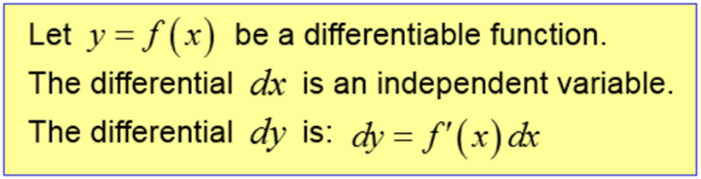 Let y = f(x) be a differentiable function.
The differential dx is an independent variable.
The differential dy is: dy = f'(x) dx